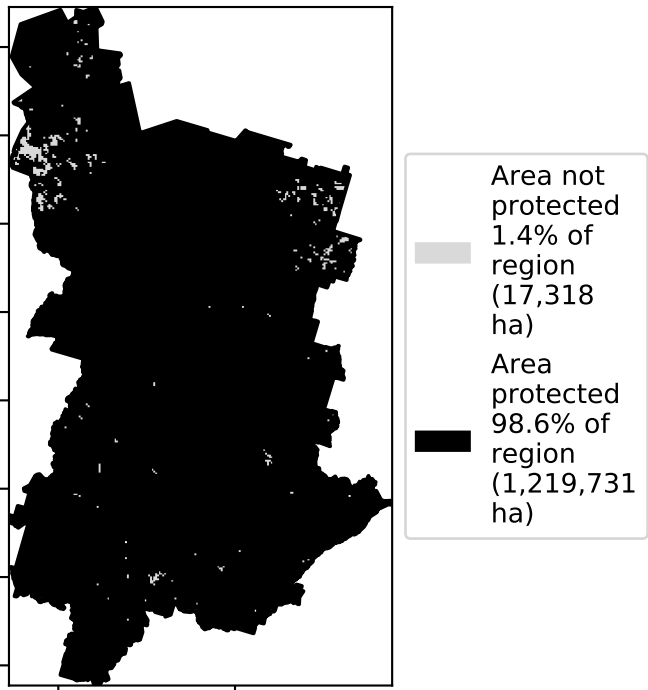 Area not
protected
1.4% of
region
(17,318
ha)
Area
protected
98.6% of
region
(1,219,731
ha)